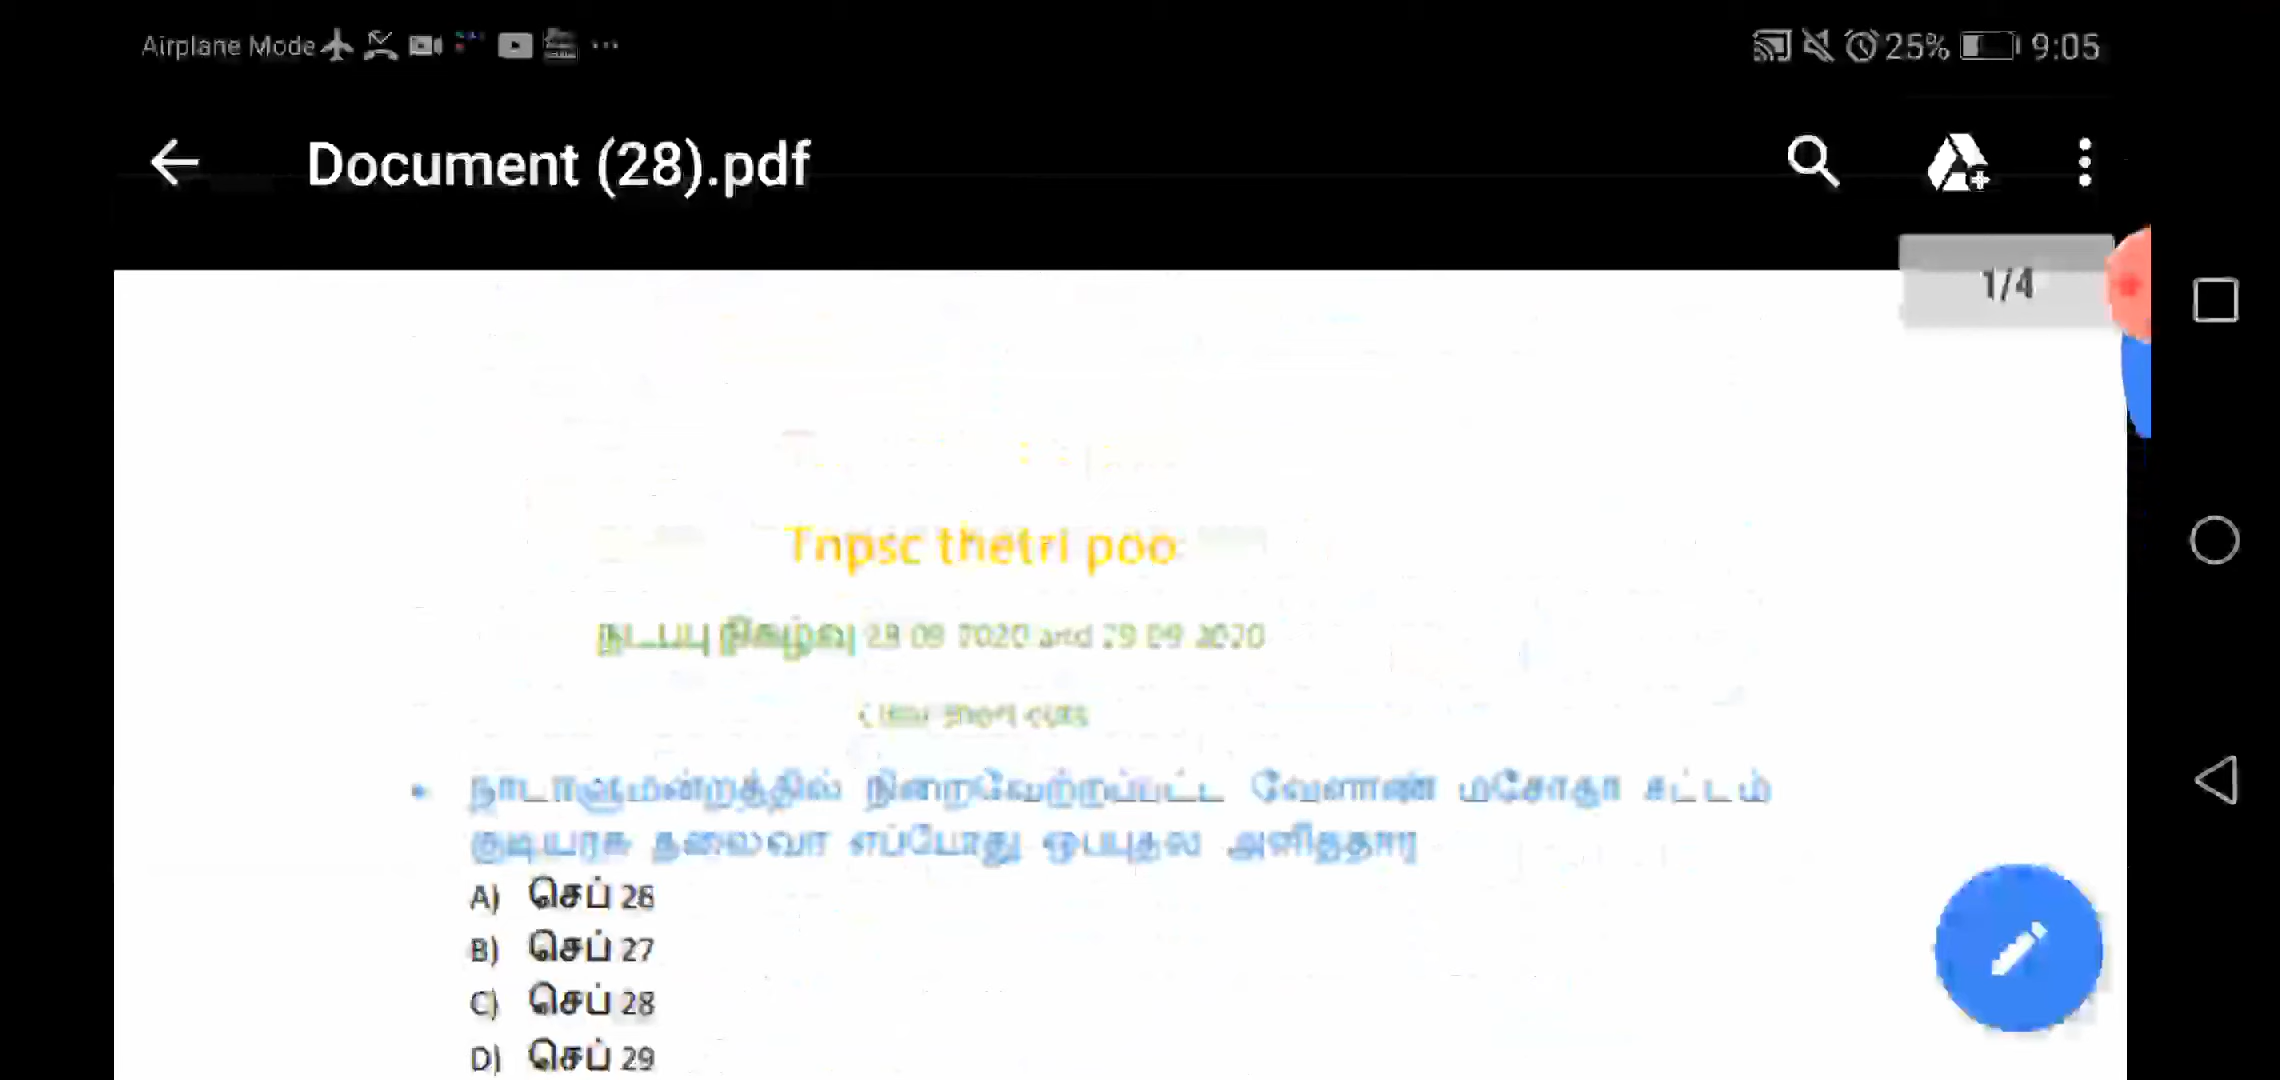 Airplane Mode
25% 9:05
Document (28).pdf
1/4
Tnpsc thetri poo
நடப்பு நிகழ்வு 28 09 2020 and 29 09 2020
short cuts
நாடாளுமன்றத்தில் நிறைவேற்றப்பட்ட வேளாண் மசோதா சட்டம்
குடியரசு தலைவர் எப்போது ஒப்புதல் அளித்தார்
A) செப் 26
B) செப் 27
C) செப் 28
D) செப் 29